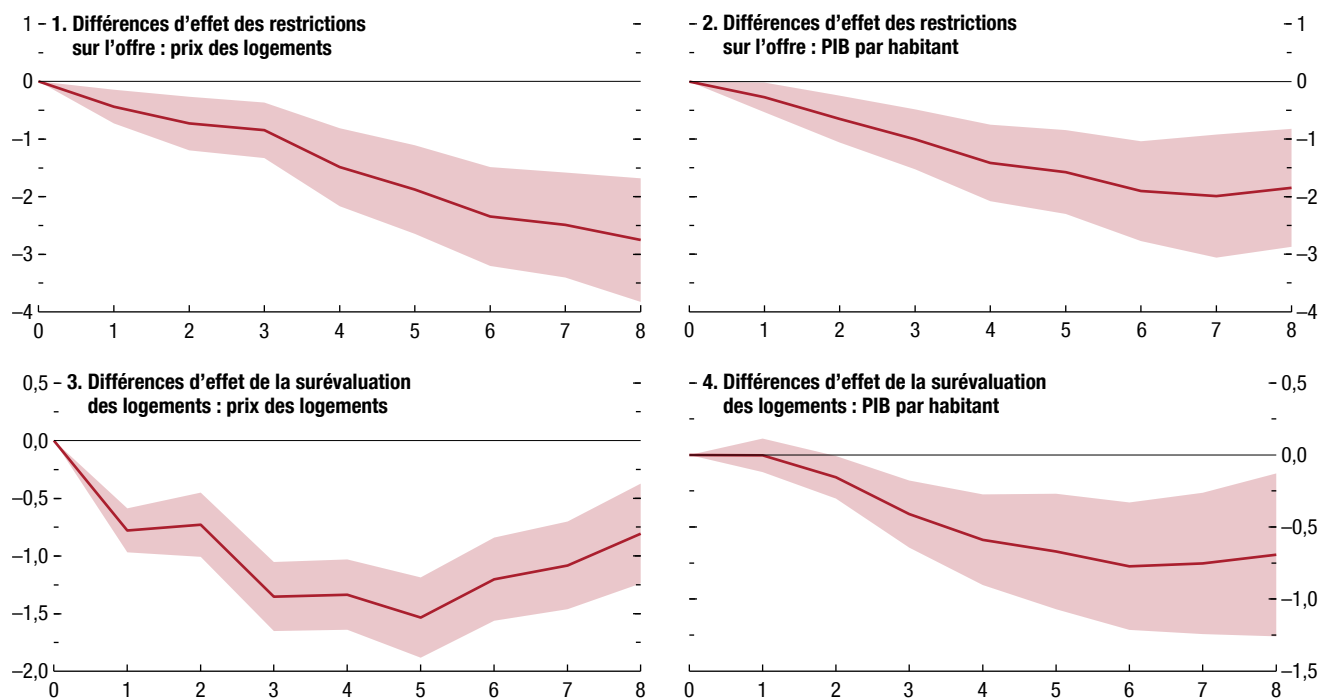 1. Différences d'effet des restrictions
sur l'offre : prix des logements
1
0
–1
–2
–3
–4
0 1 2 3 4 5 6 7 8
2. Différences d'effet des restrictions
sur l'offre : PIB par habitant
1
0
–1
–2
–3
–4
0 1 2 3 4 5 6 7 8
3. Différences d'effet de la surévaluation
des logements : prix des logements
0,5
0,0
–0,5
–1,0
–1,5
–2,0
0 1 2 3 4 5 6 7 8
4. Différences d'effet de la surévaluation
des logements : PIB par habitant
0,5
0,0
–0,5
–1,0
–1,5
0 1 2 3 4 5 6 7 8